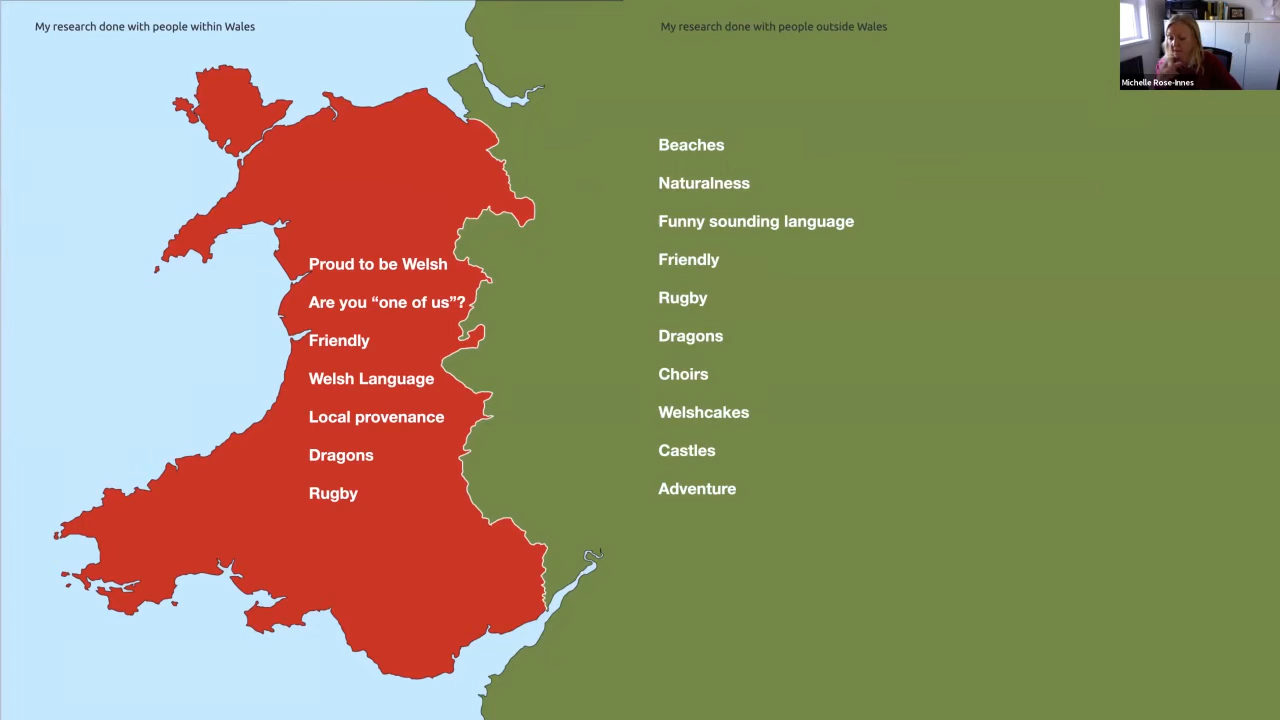 My research done with people within Wales
My research done with people outside Wales
Michelle Rose-Innes
Proud to be Welsh
Are you “one of us”?
Friendly
Welsh Language
Local provenance
Dragons
Rugby
Beaches
Naturalness
Funny sounding language
Friendly
Rugby
Dragons
Choirs
Welshcakes
Castles
Adventure